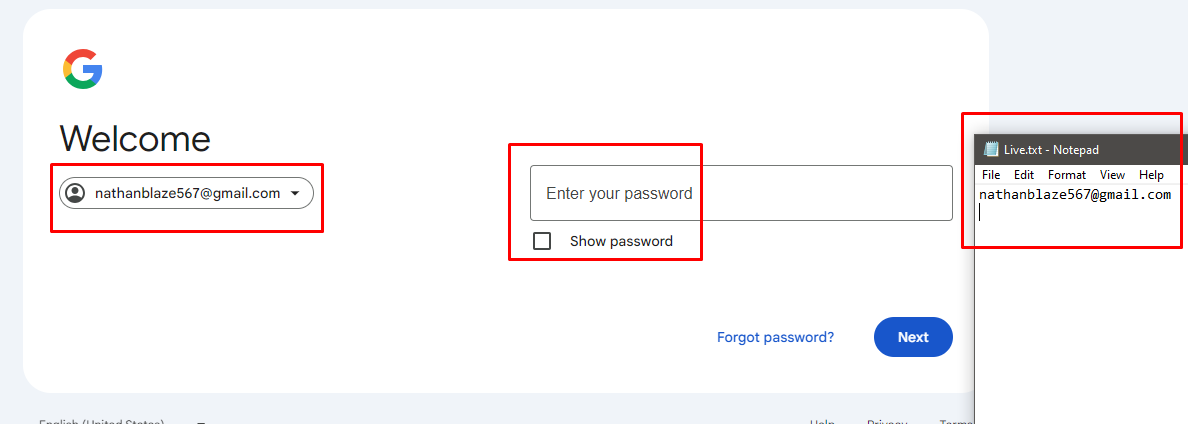 Welcome
nathanblaze567@gmail.com
Enter your password
Show password
Forgot password?
Next
English (United States)
Help
Privacy
Terms
Live.txt - Notepad
File Edit Format View Help
nathanblaze567@gmail.com